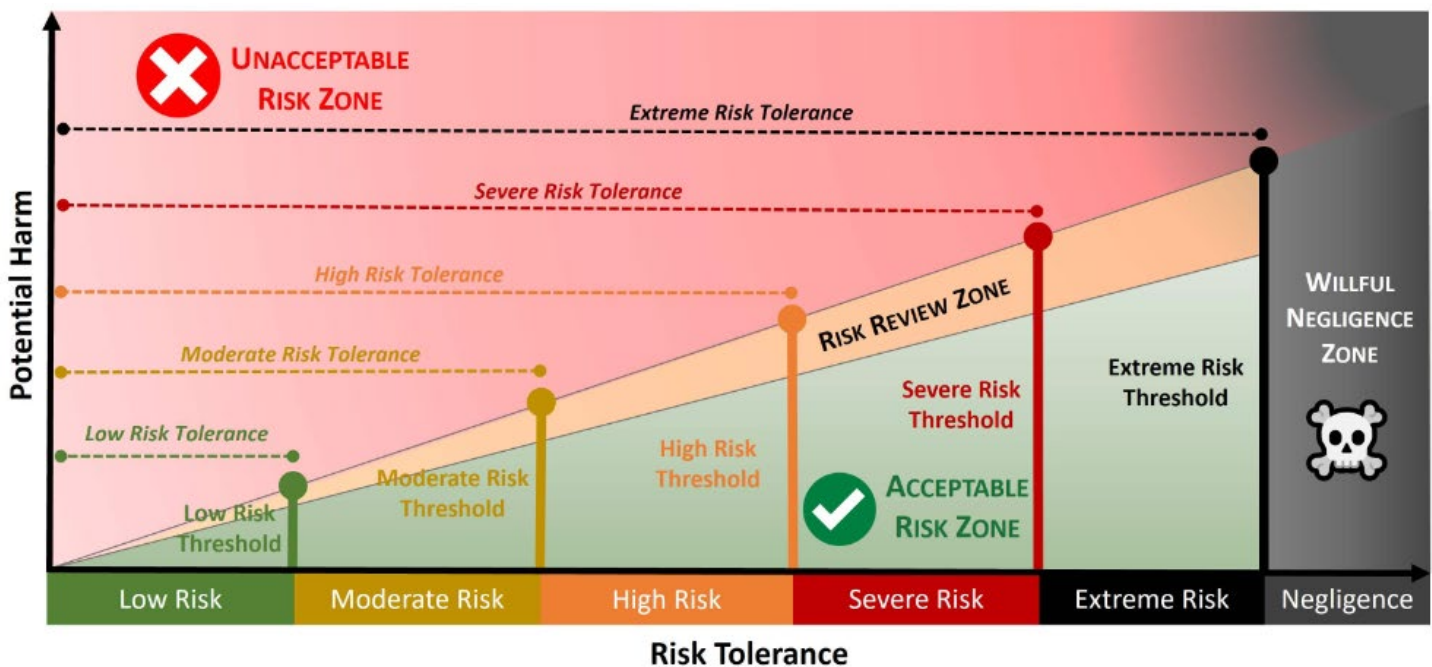 UNACCEPTABLE
RISK ZONE
Extreme Risk Tolerance
Severe Risk Tolerance
High Risk Tolerance
Moderate Risk Tolerance
Low Risk Tolerance
Potential Harm
RISK REVIEW ZONE
WILLFUL
NEGLIGENCE
ZONE
Extreme Risk
Threshold
Severe Risk
Threshold
High Risk
Threshold
Moderate Risk
Threshold
Low Risk
Threshold
ACCEPTABLE
RISK ZONE
Low Risk
Moderate Risk
High Risk
Severe Risk
Extreme Risk
Negligence
Risk Tolerance